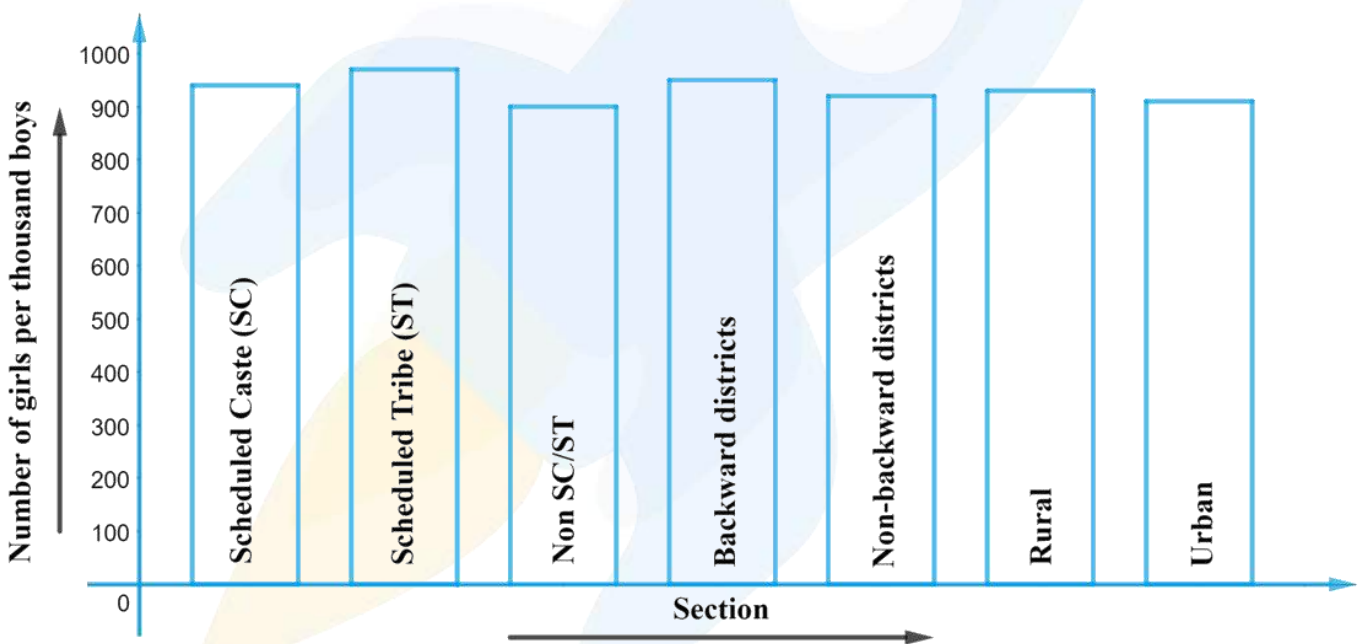 Number of girls per thousand boys
1000
900
800
700
600
500
400
300
200
100
0
Scheduled Caste (SC)
Scheduled Tribe (ST)
Non SC/ST
Backward districts
Non-backward districts
Rural
Urban
Section